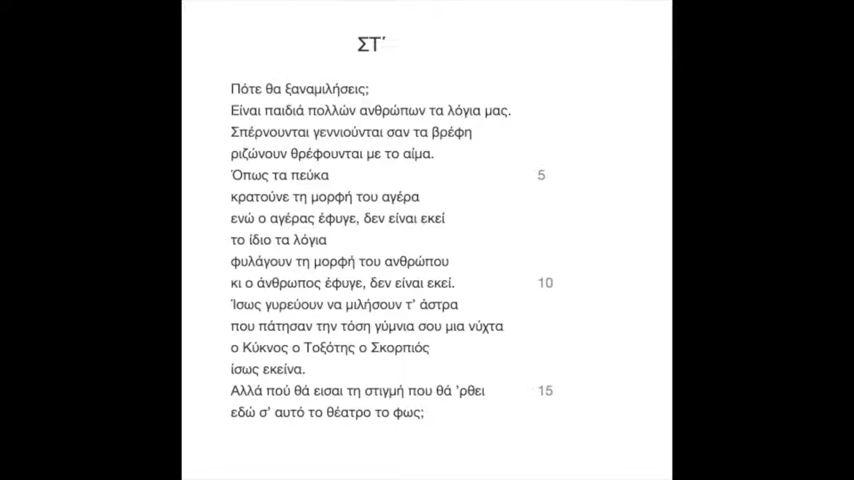 ΣΤ΄
Πότε θα ξαναμιλήσεις;
Είναι παιδιά πολλών ανθρώπων τα λόγια μας.
Σπέρνουνται γεννιούνται σαν τα βρέφη
ριζώνουν θρέφουνται με το αίμα.
Όπως τα πεύκα 5
κρατούνε τη μορφή του αγέρα
ενώ ο αγέρας έφυγε, δεν είναι εκεί
το ίδιο τα λόγια
φυλάγουν τη μορφή του ανθρώπου
κι ο άνθρωπος έφυγε, δεν είναι εκεί. 10
Ίσως γυρεύουν να μιλήσουν τ’ άστρα
που πάτησαν την τόση γύμνια σου μια νύχτα
ο Κύκνος ο Τοξότης ο Σκορπιός
ίσως εκείνα.
Αλλά πού θά εισαι τη στιγμή που θά ’ρθει 15
εδώ σ’ αυτό το θέατρο το φως;